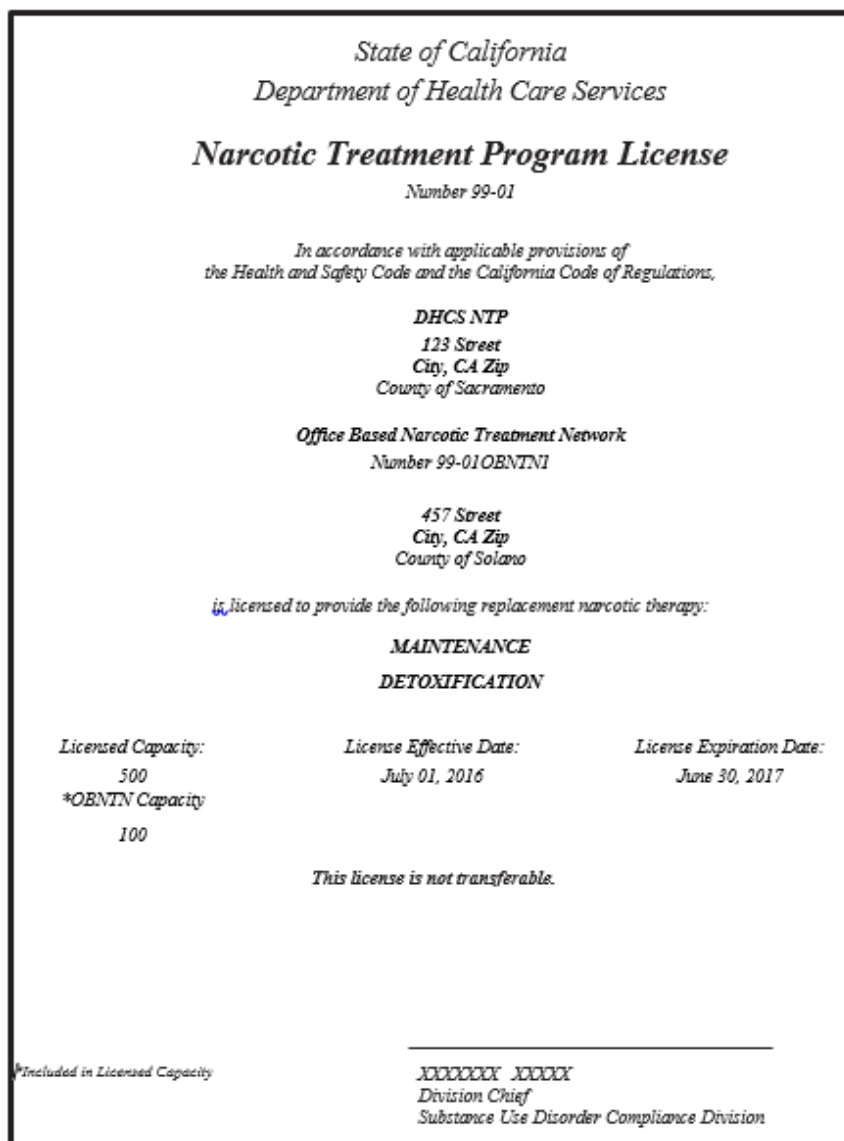 State of California
Department of Health Care Services
Narcotic Treatment Program License
Number 99-01
In accordance with applicable provisions of
the Health and Safety Code and the California Code of Regulations,
DHCS NTP
123 Street
City, CA Zip
County of Sacramento
Office Based Narcotic Treatment Network
Number 99-01OBNTN1
457 Street
City, CA Zip
County of Solano
is licensed to provide the following replacement narcotic therapy:
MAINTENANCE
DETOXIFICATION
Licensed Capacity: License Effective Date: License Expiration Date:
500 July 01, 2016 June 30, 2017
*OBNTN Capacity
100
This license is not transferable.
*Included in Licensed Capacity XXXXXXX XXXXX
Division Chief
Substance Use Disorder Compliance Division